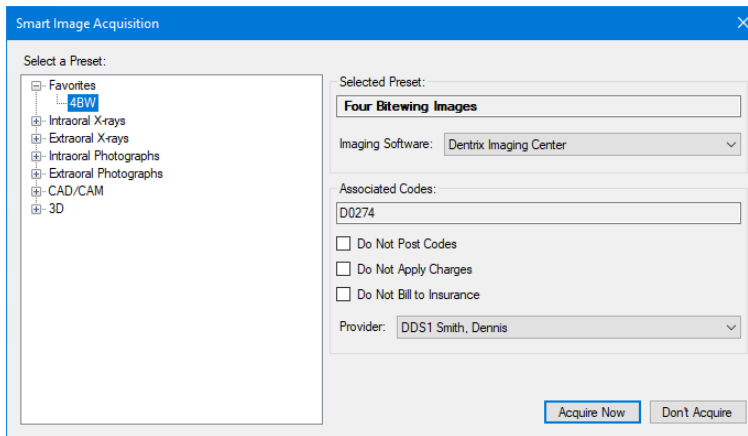 Smart Image Acquisition
Select a Preset:
Favorites
4BW
Intraoral X-rays
Extraoral X-rays
Intraoral Photographs
Extraoral Photographs
CAD/CAM
3D
Selected Preset:
Four Bitewing Images
Imaging Software: Dentrix Imaging Center
Associated Codes:
D0274
Do Not Post Codes
Do Not Apply Charges
Do Not Bill to Insurance
Provider: DDS1 Smith, Dennis
Acquire Now Don't Acquire